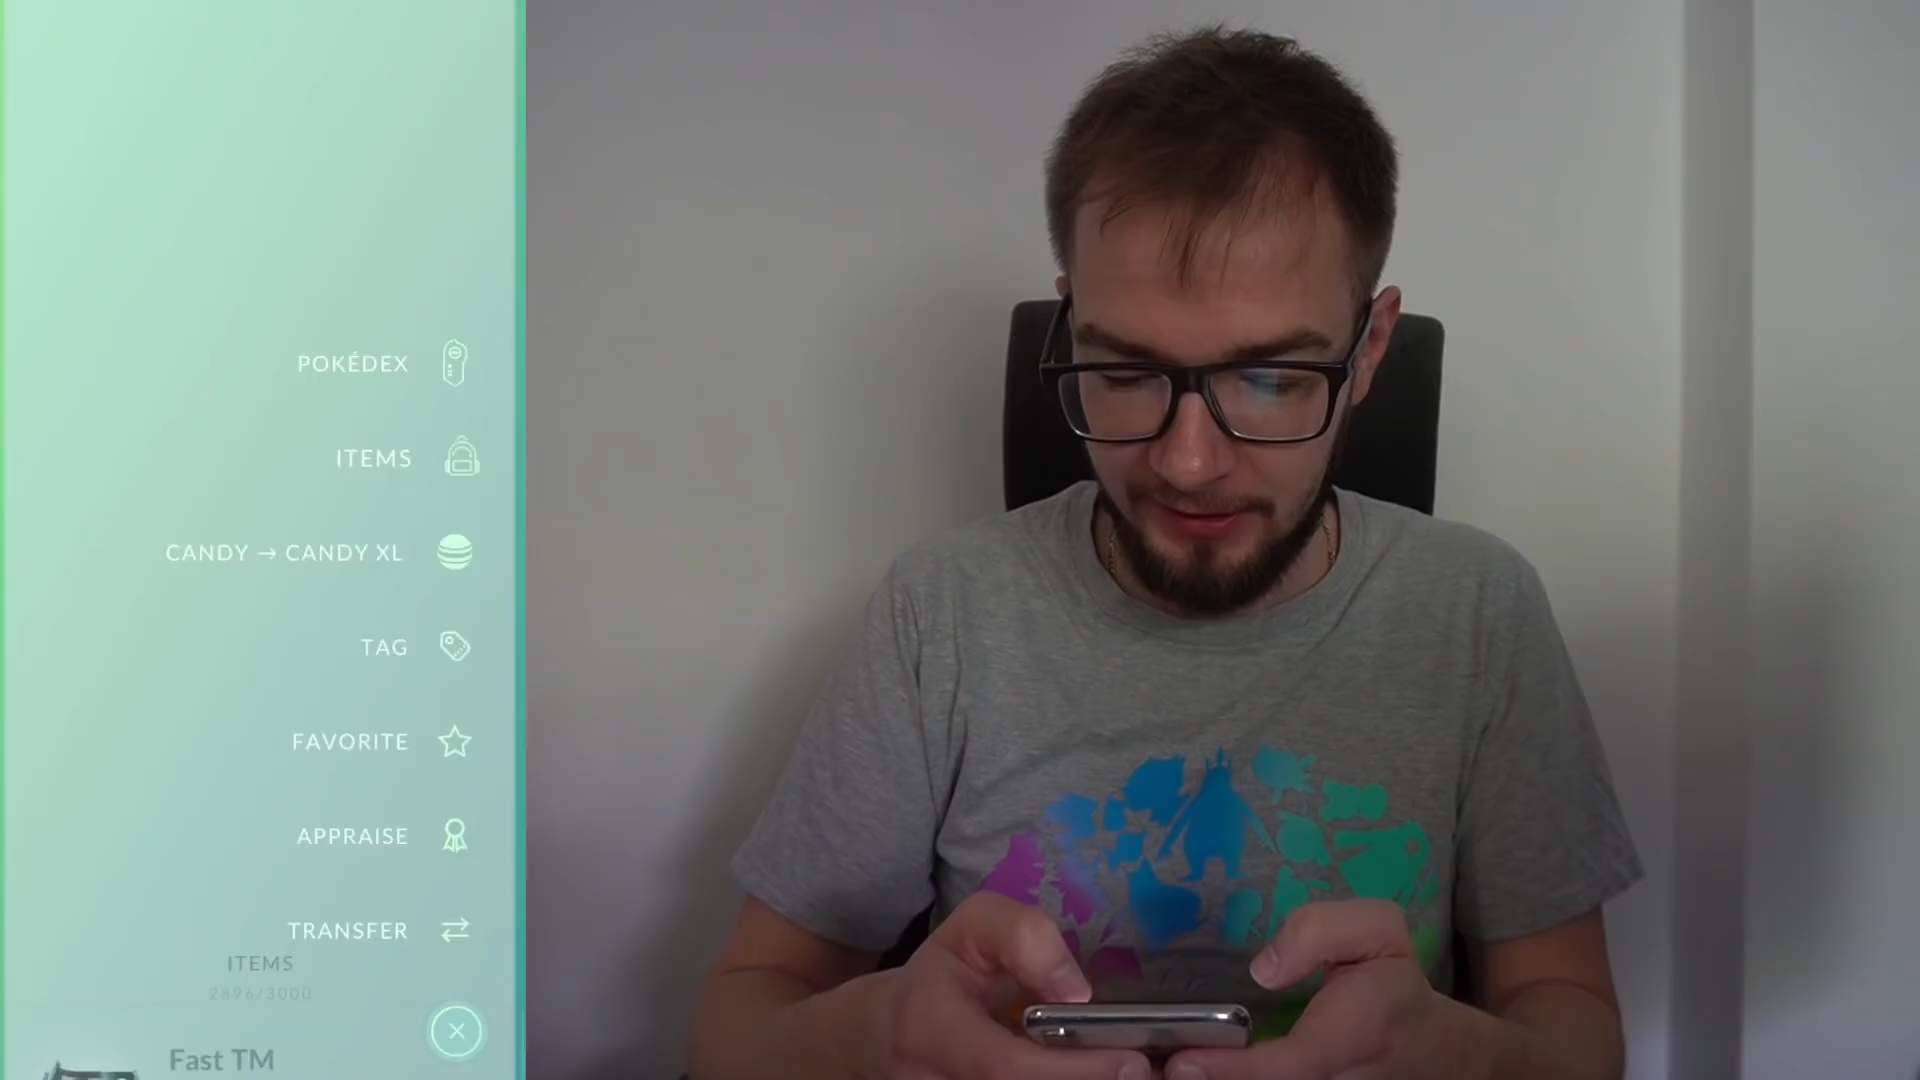 POKÉDEX
ITEMS
CANDY → CANDY XL
TAG
FAVORITE
APPRAISE
TRANSFER
ITEMS
2896/3000
Fast TM